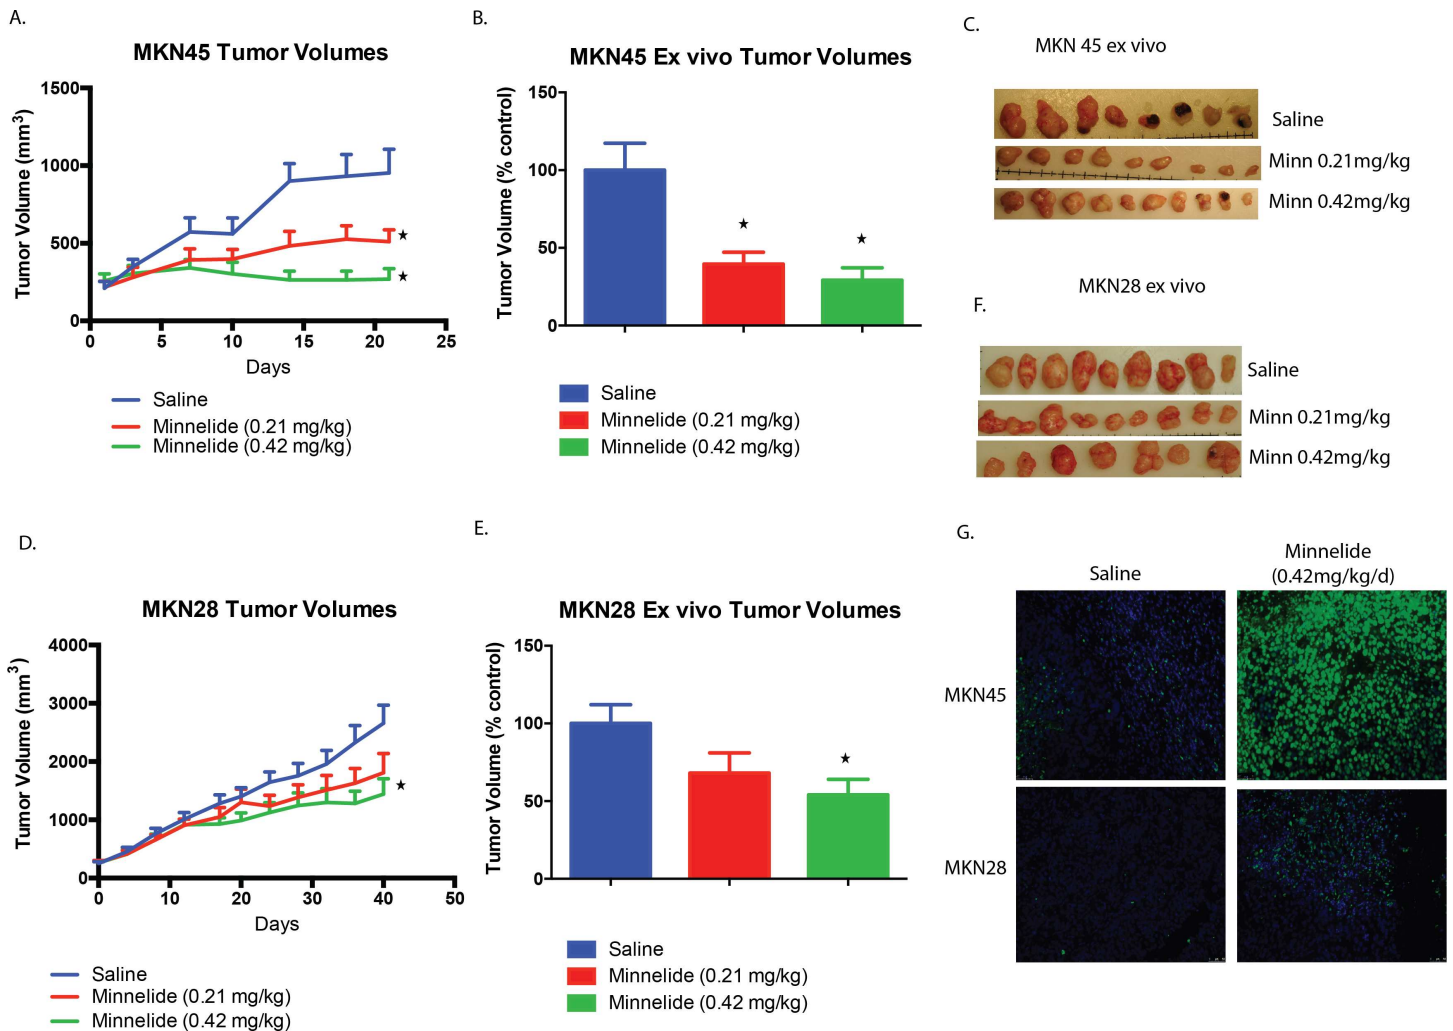 A.
MKN45 Tumor Volumes
Tumor Volume (mm³)
1500
1000
500
0
0 5 10 15 20 25
Days
Saline
Minnelide (0.21 mg/kg)
Minnelide (0.42 mg/kg)
B.
MKN45 Ex vivo Tumor Volumes
Tumor Volume (% control)
150
100
50
0
Saline
Minnelide (0.21 mg/kg)
Minnelide (0.42 mg/kg)
C.
MKN 45 ex vivo
Saline
Minn 0.21mg/kg
Minn 0.42mg/kg
MKN28 ex vivo
F.
Saline
Minn 0.21mg/kg
Minn 0.42mg/kg
D.
MKN28 Tumor Volumes
Tumor Volume (mm³)
4000
3000
2000
1000
0
0 10 20 30 40 50
Days
Saline
Minnelide (0.21 mg/kg)
Minnelide (0.42 mg/kg)
E.
MKN28 Ex vivo Tumor Volumes
Tumor Volume (% control)
150
100
50
0
Saline
Minnelide (0.21 mg/kg)
Minnelide (0.42 mg/kg)
G.
Saline
Minnelide
(0.42mg/kg/d)
MKN45
MKN28